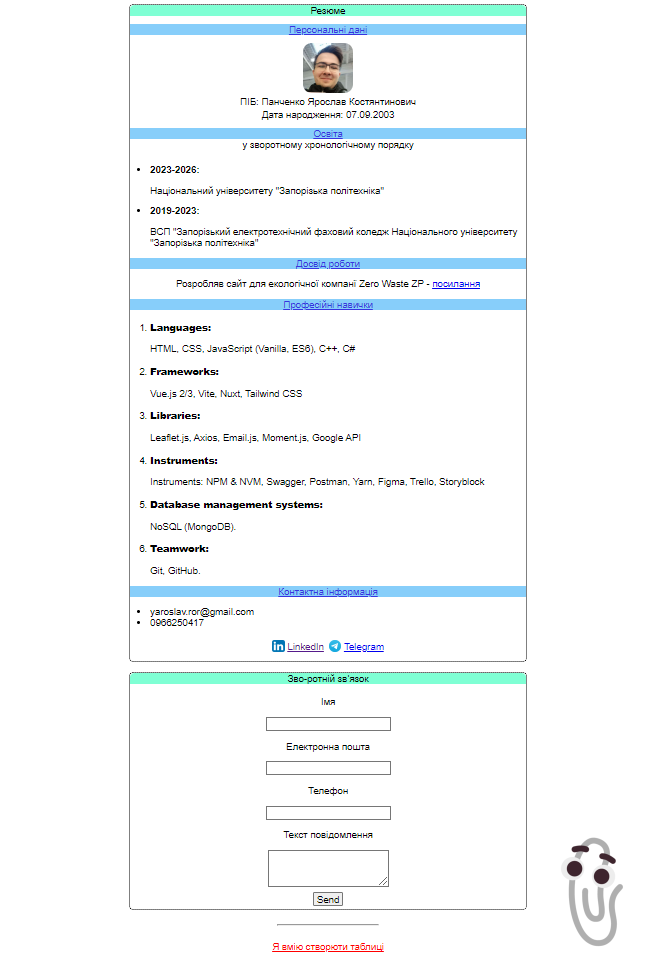 Резюме
Персональні дані
ПІБ: Панченко Ярослав Костянтинович
Дата народження: 07.09.2003
Освіта
у зворотному хронологічному порядку
2023-2026:
Національний університету "Запорізька політехніка"
2019-2023:
ВСП "Запорізький електротехнічний фаховий коледж Національного університету
"Запорізька політехніка"
Досвід роботи
Розробляв сайт для екологічної компанії Zero Waste ZP - посилання
Професійні навички
1. Languages:
HTML, CSS, JavaScript (Vanilla, ES6), C++, C#
2. Frameworks:
Vue.js 2/3, Vite, Nuxt, Tailwind CSS
3. Libraries:
Leaflet.js, Axios, Email.js, Moment.js, Google API
4. Instruments:
Instruments: NPM & NVM, Swagger, Postman, Yarn, Figma, Trello, Storyblock
5. Database management systems:
NoSQL (MongoDB).
6. Teamwork:
Git, GitHub.
Контактна інформація
yaroslav.ror@gmail.com
0966250417
in LinkedIn Telegram
Зво-ротній зв'язок
Імя
Електронна пошта
Телефон
Текст повідомлення
Send
Я вмію створюти таблиці